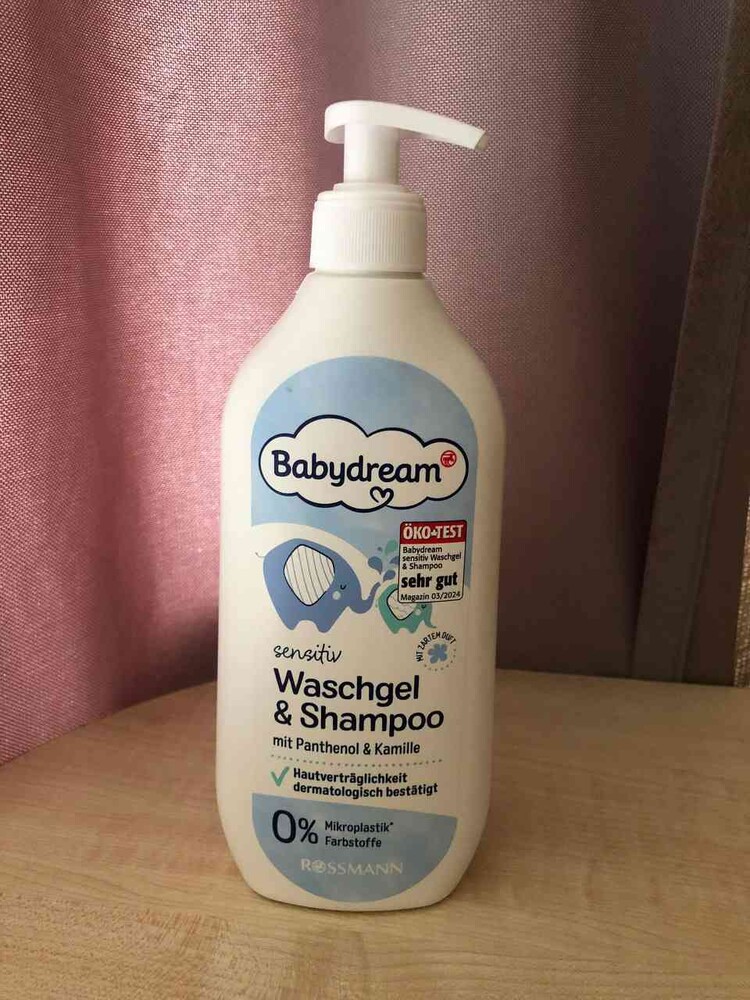 Babydream
ÖKO-TEST
Babydream
sensitiv Waschgel
& Shampoo
sehr gut
Magazin 03/2024
MIT ZARTEM DUFT
sensitiv
Waschgel
& Shampoo
mit Panthenol & Kamille
Hautverträglichkeit
dermatologisch bestätigt
0% Mikroplastik*
Farbstoffe
ROSSMANN